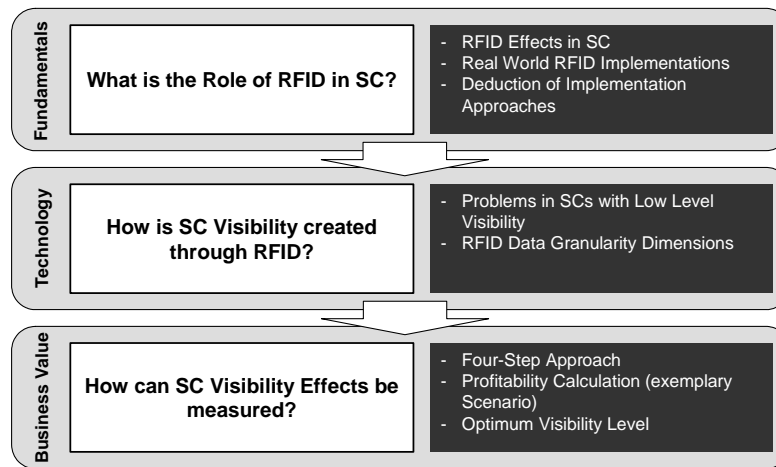 Fundamentals
What is the Role of RFID in SC?
- RFID Effects in SC
- Real World RFID Implementations
- Deduction of Implementation
Approaches
Technology
How is SC Visibility created
through RFID?
- Problems in SCs with Low Level
Visibility
- RFID Data Granularity Dimensions
Business Value
How can SC Visibility Effects be
measured?
- Four-Step Approach
- Profitability Calculation (exemplary
Scenario)
- Optimum Visibility Level